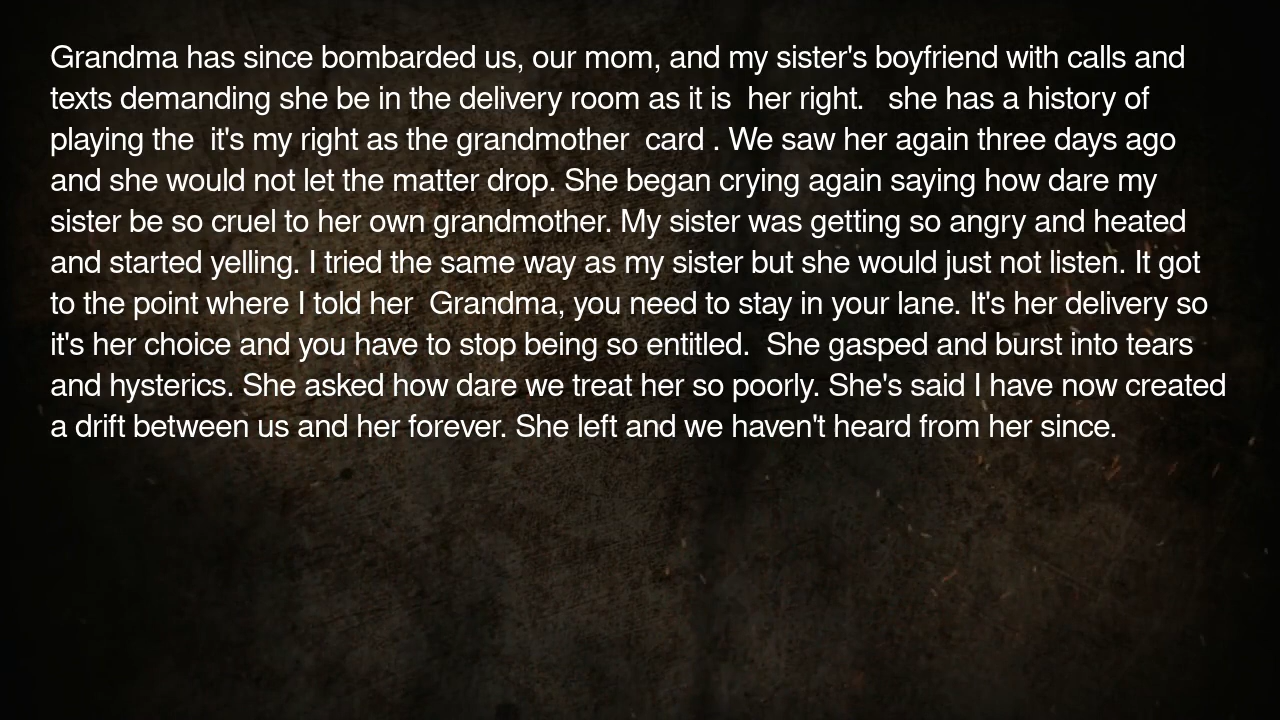 Grandma has since bombarded us, our mom, and my sister's boyfriend with calls and
texts demanding she be in the delivery room as it is  her right.   she has a history of
playing the  it's my right as the grandmother  card . We saw her again three days ago
and she would not let the matter drop. She began crying again saying how dare my
sister be so cruel to her own grandmother. My sister was getting so angry and heated
and started yelling. I tried the same way as my sister but she would just not listen. It got
to the point where I told her  Grandma, you need to stay in your lane. It's her delivery so
it's her choice and you have to stop being so entitled.  She gasped and burst into tears
and hysterics. She asked how dare we treat her so poorly. She's said I have now created
a drift between us and her forever. She left and we haven't heard from her since.